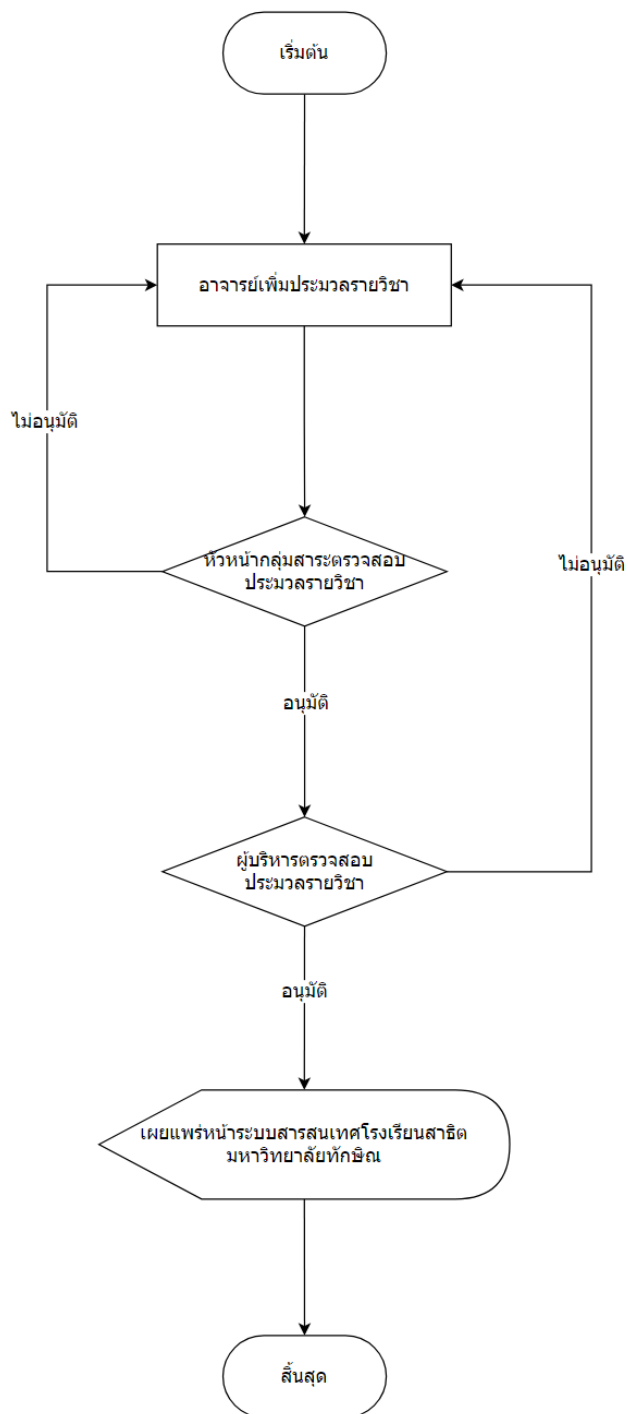 เริ่มต้น
อาจารย์เพิ่มประมวลรายวิชา
ไม่อนุมัติ
หัวหน้ากลุ่มสาระตรวจสอบ
ประมวลรายวิชา
ไม่อนุมัติ
อนุมัติ
ผู้บริหารตรวจสอบ
ประมวลรายวิชา
อนุมัติ
เผยแพร่หน้าระบบสารสนเทศโรงเรียนสาธิต
มหาวิทยาลัยทักษิณ
สิ้นสุด